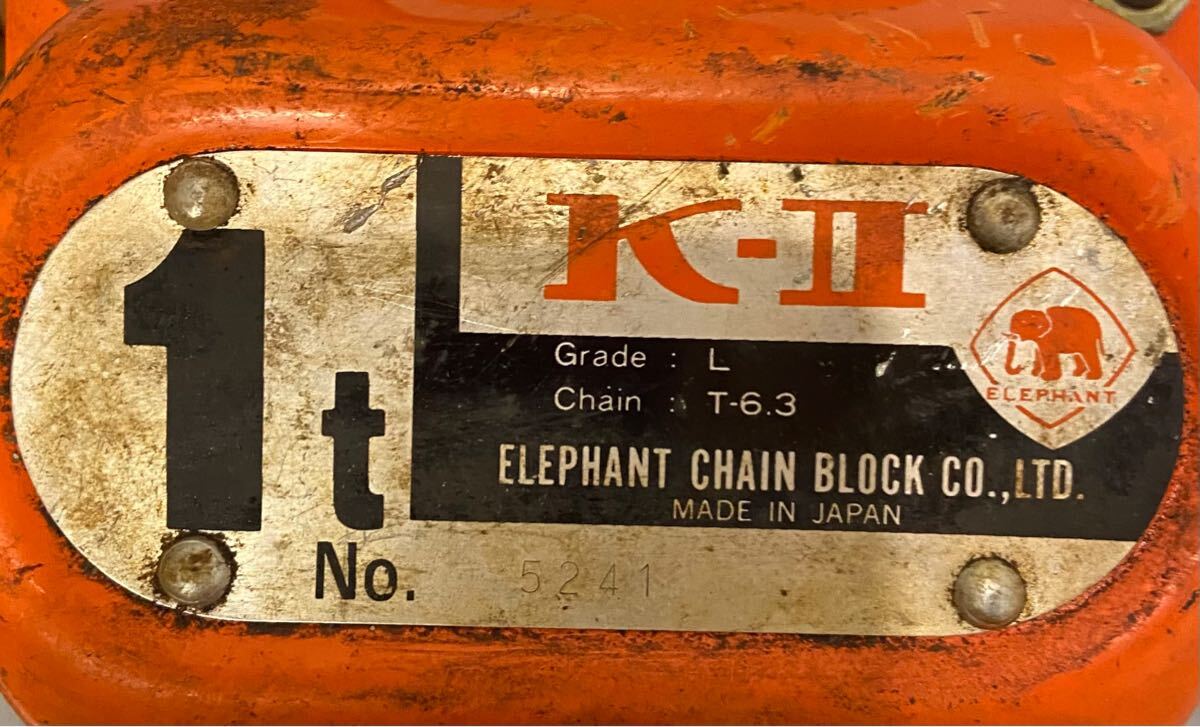 1t
K-II
Grade : L
Chain : T-6.3
ELEPHANT
ELEPHANT CHAIN BLOCK CO.,LTD.
MADE IN JAPAN
No. 5241